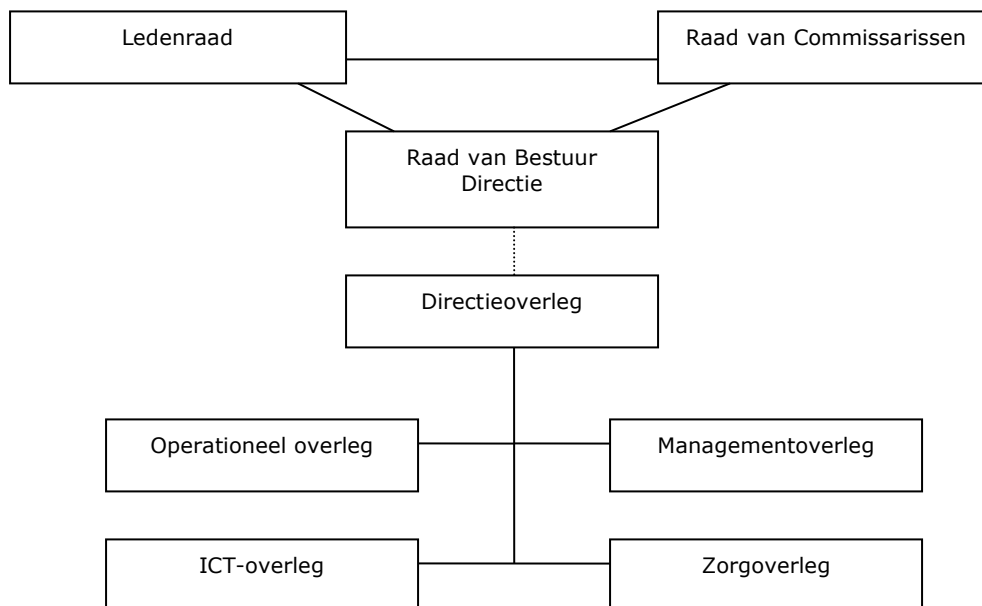 Ledenraad
Raad van Commissarissen
Raad van Bestuur
Directie
Directieoverleg
Operationeel overleg
Managementoverleg
ICT-overleg
Zorgoverleg